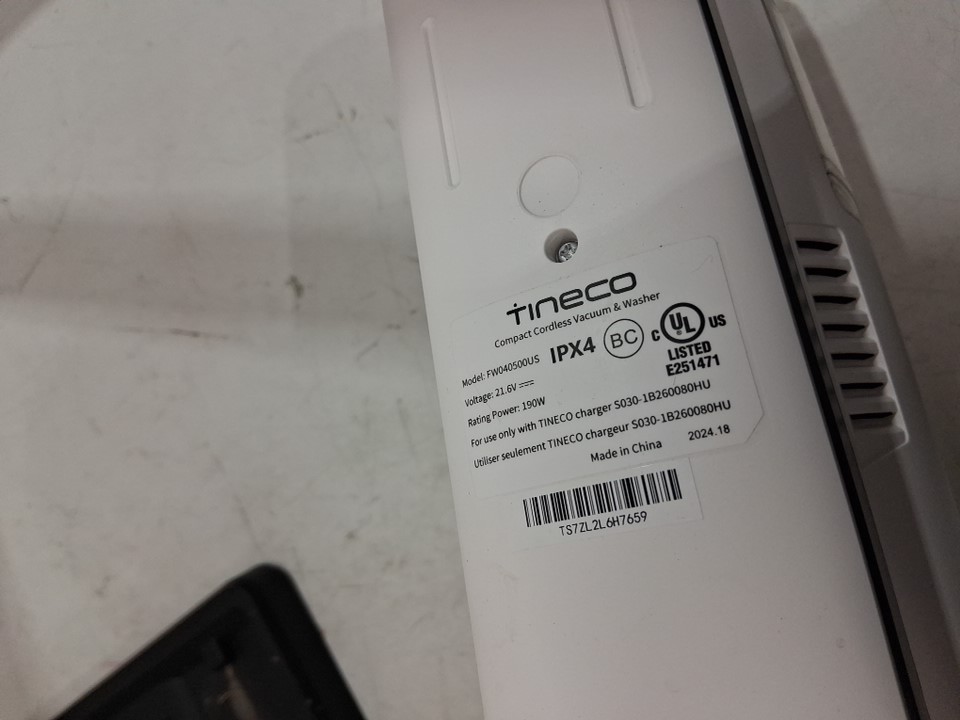 TINECO
Compact Cordless Vacuum & Washer
Model: FW040500US
IPX4
BC
C UL US
LISTED
E251471
Voltage: 21.6V
Rating Power: 190W
For use only with TINECO charger S030-1B260080HU
Utiliser seulement TINECO chargeur S030-1B260080HU
Made in China 2024.18
TS7ZL2L6H7659